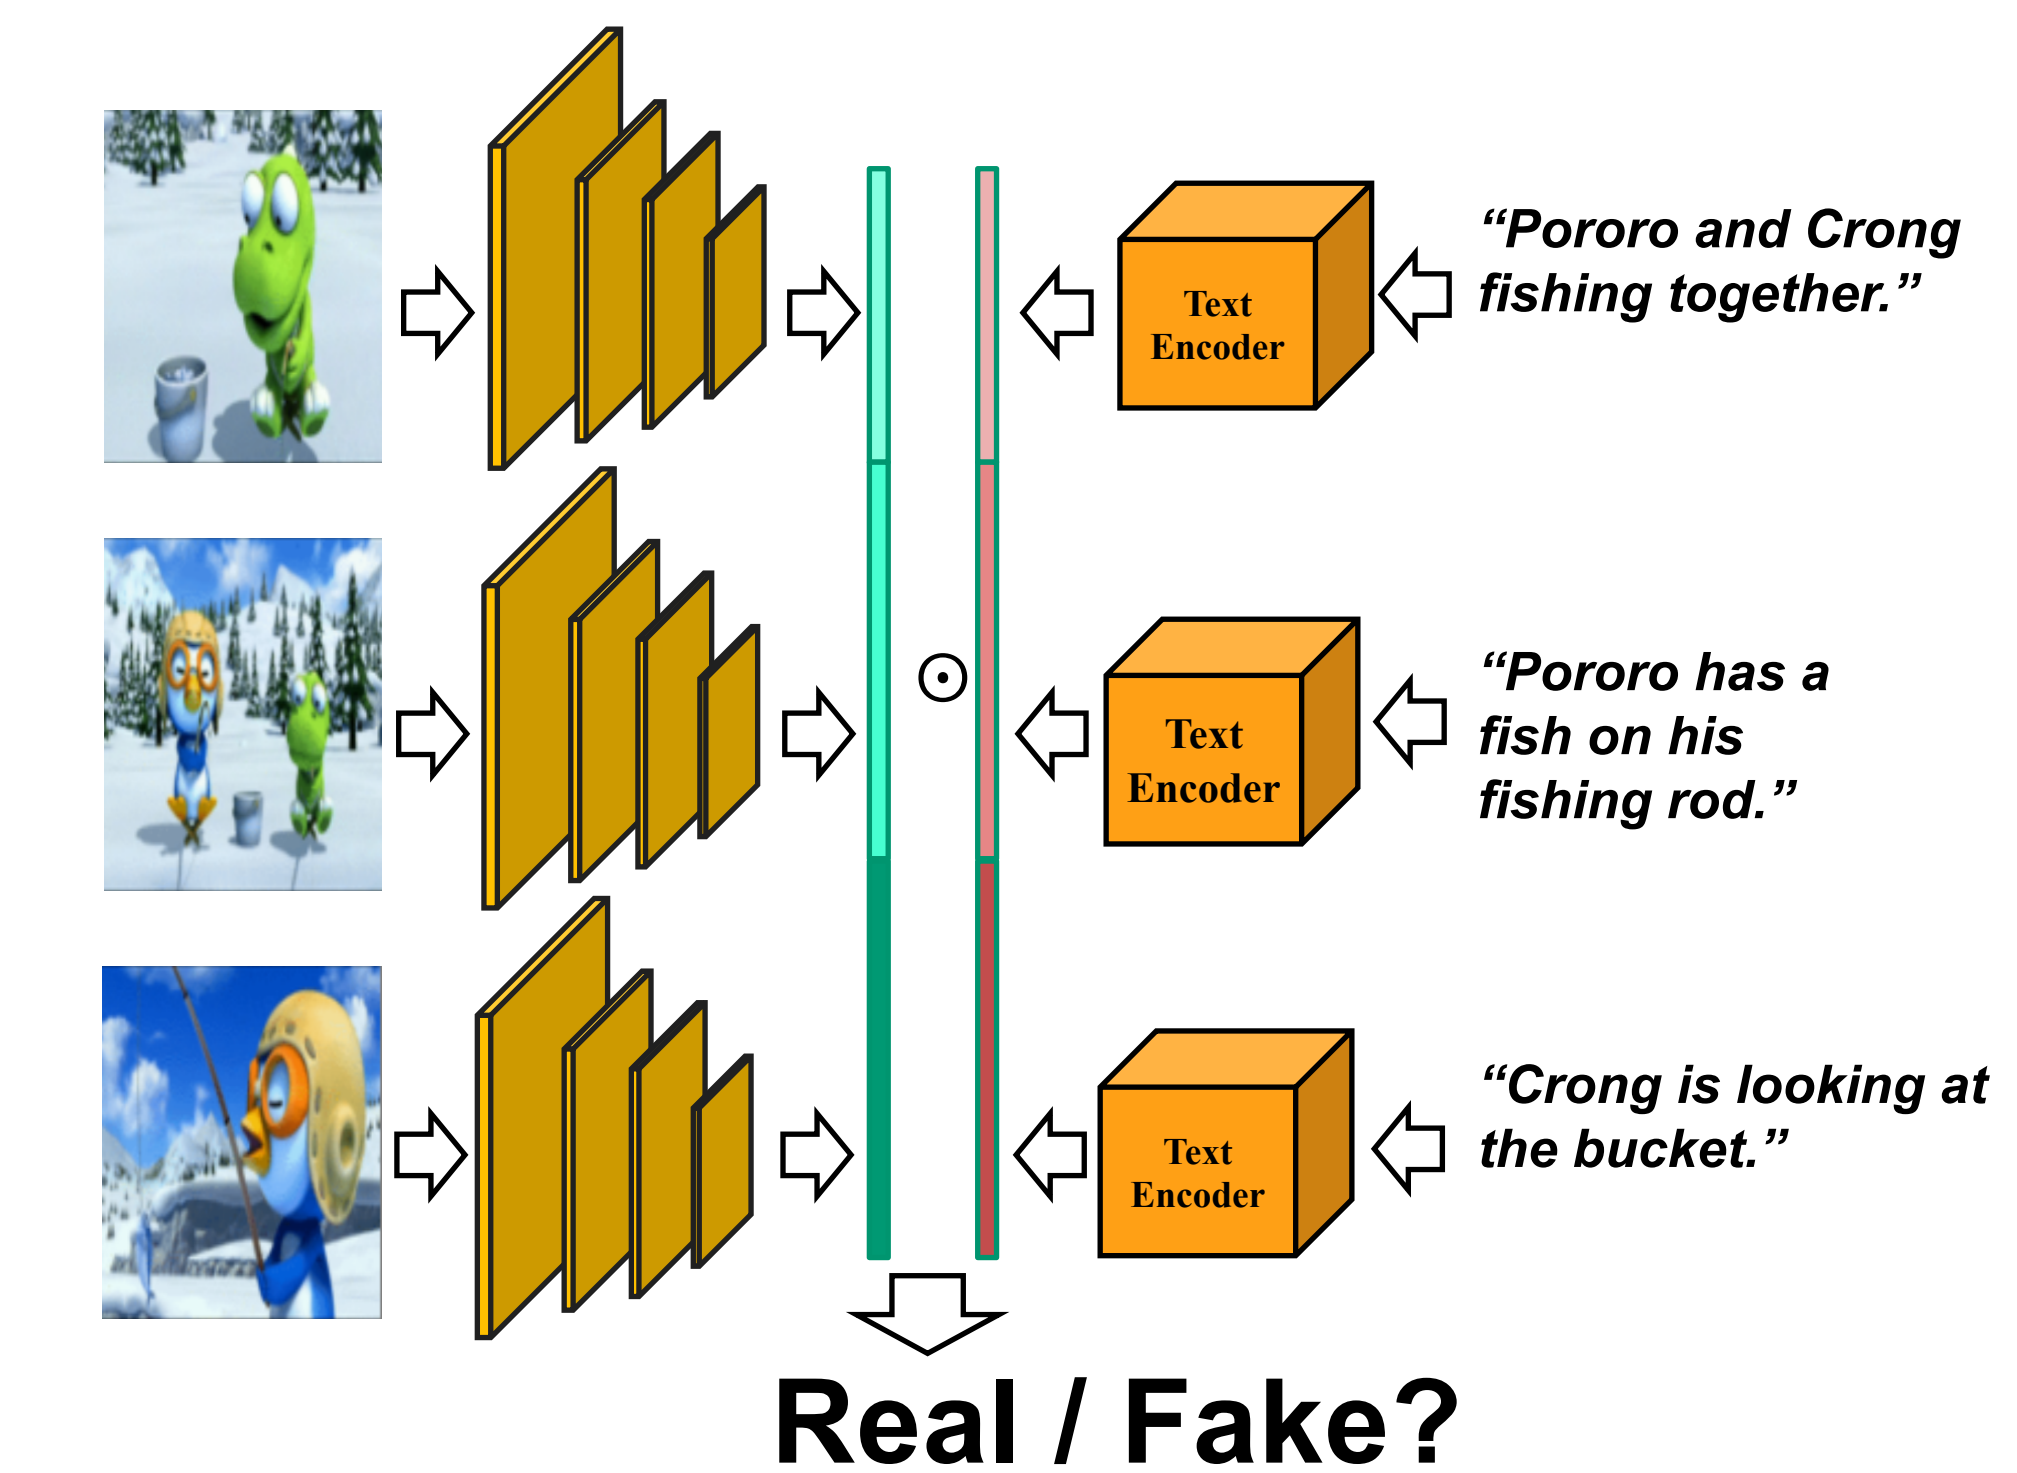 Text
Encoder
“Pororo and Crong
fishing together.”
Text
Encoder
“Pororo has a
fish on his
fishing rod.”
Text
Encoder
“Crong is looking at
the bucket.”
Real / Fake?